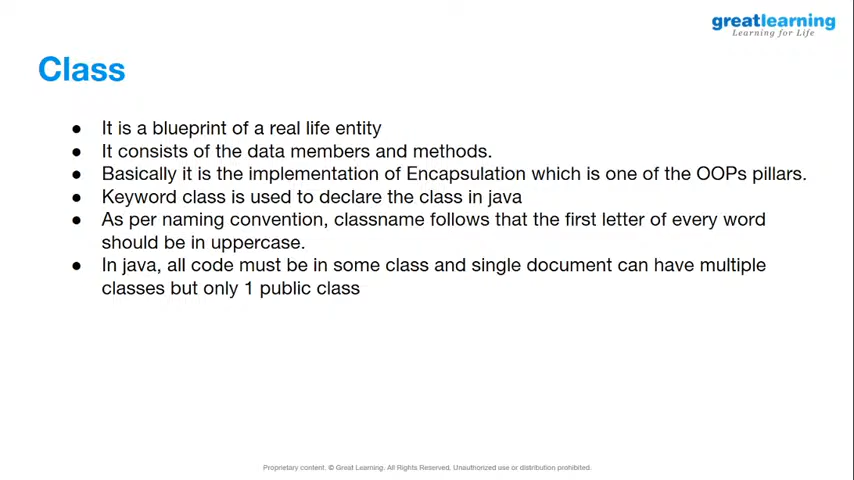 greatlearning
Learning for Life
Class
● It is a blueprint of a real life entity
● It consists of the data members and methods.
● Basically it is the implementation of Encapsulation which is one of the OOPs pillars.
● Keyword class is used to declare the class in java
● As per naming convention, classname follows that the first letter of every word
should be in uppercase.
● In java, all code must be in some class and single document can have multiple
classes but only 1 public class
Proprietary content. © Great Learning. All Rights Reserved. Unauthorized use or distribution prohibited.